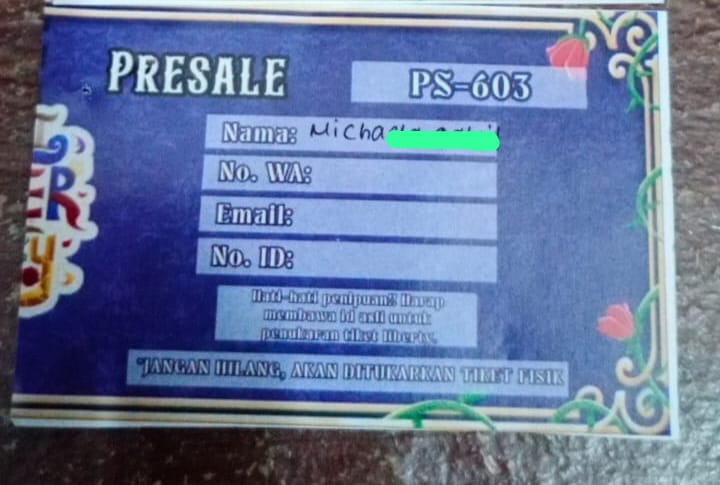 PRESALE
PS-603
Nama: Micha
No. WA:
Email:
No. ID:
Hati-hati penipuan!! Harap
membawa id asli untuk
penukaran tiket liberty.
*JANGAN HILANG, AKAN DITUKARKAN TIKET FISIK